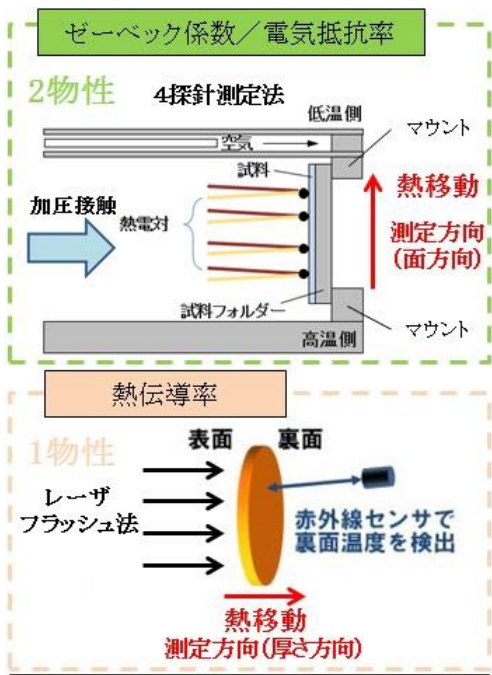 ゼーベック係数／電気抵抗率
2物性
4探針測定法
低温側
マウント
空気
試料
熱移動
加圧接触
熱電対
測定方向
(面方向)
試料フォルダー
マウント
高温側
熱伝導率
1物性
表面 裏面
レーザ
フラッシュ法
赤外線センサで
裏面温度を検出
熱移動
測定方向(厚さ方向)